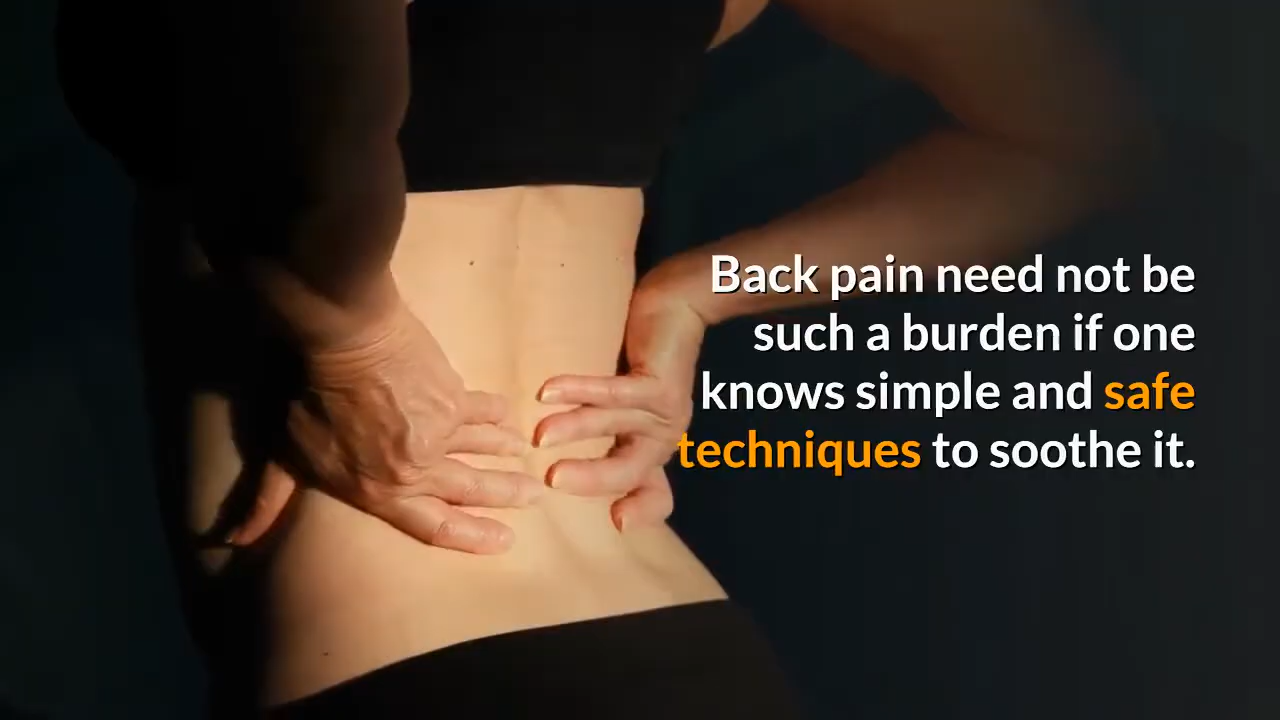 Back pain need not be
such a burden if one
knows simple and safe
techniques to soothe it.